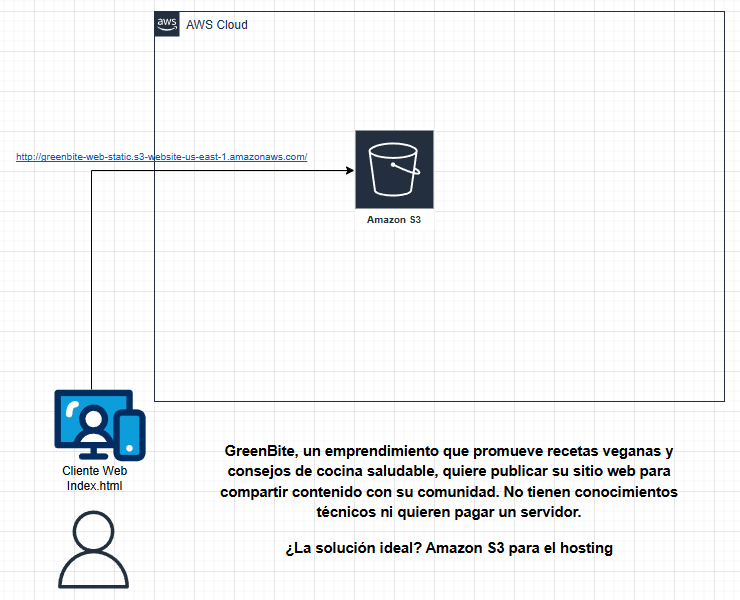 aws
AWS Cloud
http://greenbite-web-static.s3-website-us-east-1.amazonaws.com/
Amazon S3
Cliente Web
Index.html
GreenBite, un emprendimiento que promueve recetas veganas y
consejos de cocina saludable, quiere publicar su sitio web para
compartir contenido con su comunidad. No tienen conocimientos
técnicos ni quieren pagar un servidor.
¿La solución ideal? Amazon S3 para el hosting